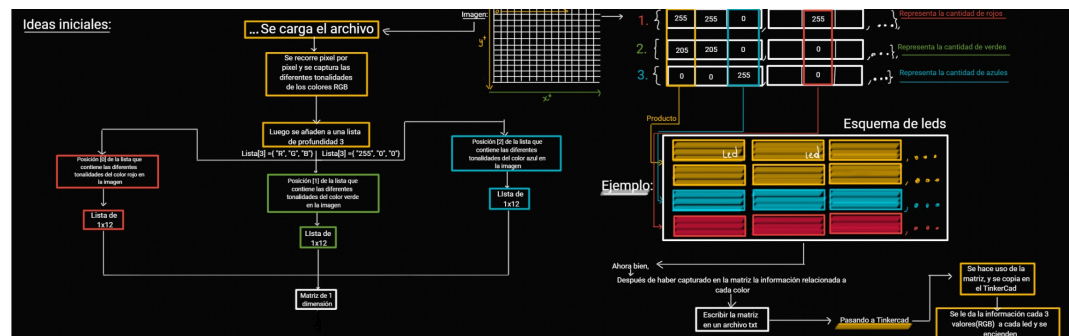 Ideas iniciales:
... Se carga el archivo
Se recorre pixel por
pixel y se captura las
diferentes tonalidades
de los colores RGB
Luego se añaden a una lista
de profundidad 3
Lista[3] =( "R", "G", "B")
Lista[3] =( "255", "0", "0")
Posición [0] de la lista que
contiene las diferentes
tonalidades del color rojo en
la imagen
Lista de
1x12
Posición [1] de la lista que
contiene las diferentes
tonalidades del color verde
en la imagen
LIsta de
1x12
Posición [2] de la lista que
contiene las diferentes
tonalidades del color azul en
la imagen
LIsta de
1x12
Matriz de 1
dimensión
Imagen:
y+
x+
1. { 255 255 0 255 ,...}
Representa la cantidad de rojos
2. { 205 205 0 0 ,...}
Representa la cantidad de verdes
3. { 0 0 255 0 ,...}
Representa la cantidad de azules
Producto
Esquema de leds
Led Led
Ejemplo:
Ahora bien,
Después de haber capturado en la matriz la información relacionada a
cada color
Escribir la matriz
en un archivo txt
Pasando a Tinkercad
Se hace uso de la
matriz, y se copia en
el TinkerCad
Se le da la información cada 3
valores(RGB) a cada led y se
encienden